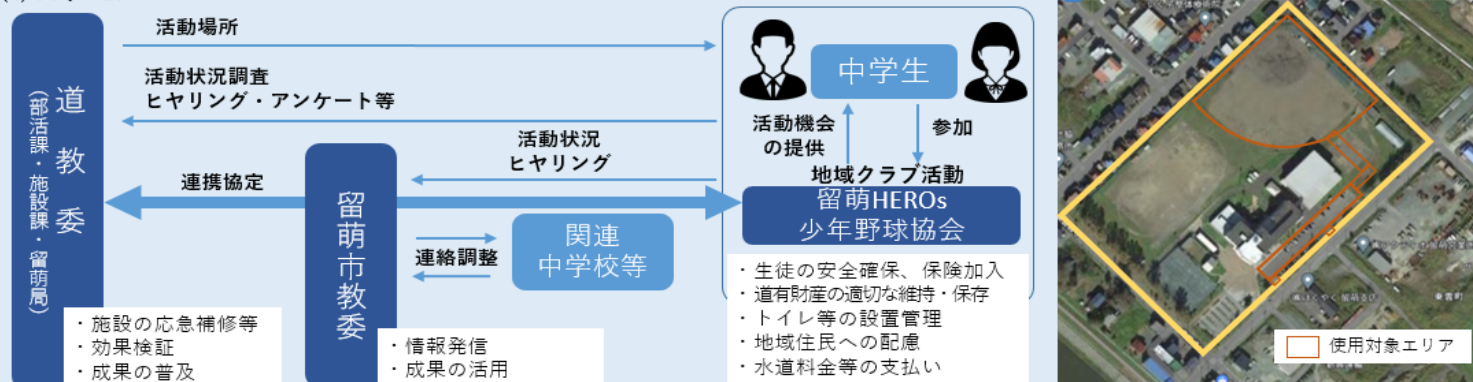 道教委
(部活課・施設課・留萌局)
活動場所
活動状況調査
ヒヤリング・アンケート等
活動状況
ヒヤリング
連携協定
留萌市教委
連絡調整
関連
中学校等
・施設の応急補修等
・効果検証
・成果の普及
・情報発信
・成果の活用
中学生
活動機会
の提供
参加
地域クラブ活動
留萌HEROs
少年野球協会
・生徒の安全確保、保険加入
・道有財産の適切な維持・保存
・トイレ等の設置管理
・地域住民への配慮
・水道料金等の支払い
東雲町
使用対象エリア